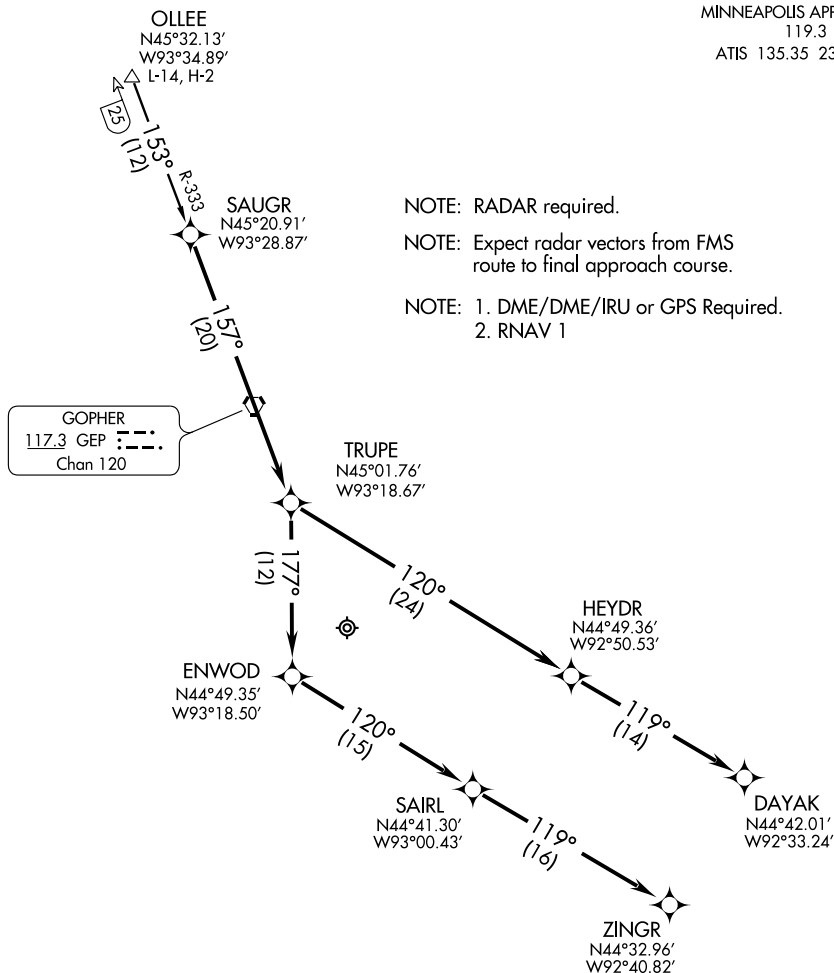 OLLEE
N45°32.13′
W93°34.89′
L-14, H-2
MINNEAPOLIS
119.3
ATIS 135.35
25
153°
(12)
R-333
SAUGR
N45°20.91′
W93°28.87′
NOTE: RADAR required.
NOTE: Expect radar vectors from FMS
route to final approach course.
NOTE: 1. DME/DME/IRU or GPS Required.
2. RNAV 1
157°
(20)
GOPHER
117.3 GEP
Chan 120
TRUPE
N45°01.76′
W93°18.67′
177°
(12)
120°
(24)
HEYDR
N44°49.36′
W92°50.53′
ENWOD
N44°49.35′
W93°18.50′
120°
(15)
119°
(14)
SAIRL
N44°41.30′
W93°00.43′
DAYAK
N44°42.01′
W92°33.24′
119°
(16)
ZINGR
N44°32.96′
W92°40.82′